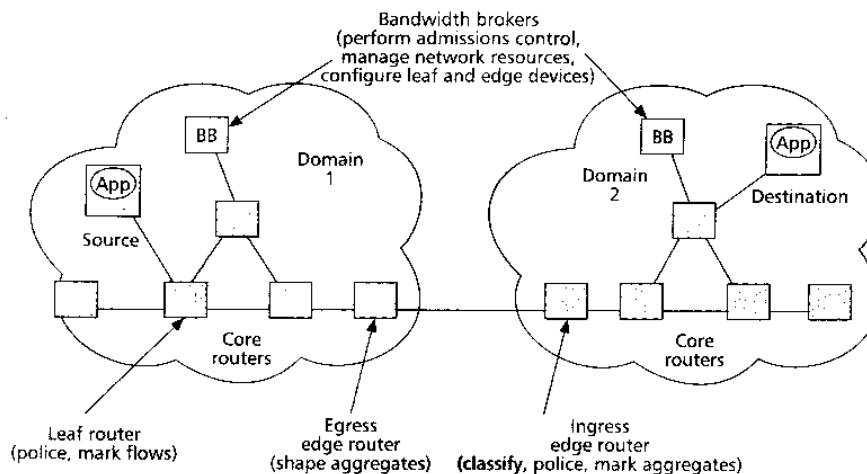 Bandwidth brokers
(perform admissions control,
manage network resources,
configure leaf and edge devices)
BB
Domain
1
App
Source
BB
App
Domain
2
Destination
Core
routers
Core
routers
Leaf router
(police, mark flows)
Egress
edge router
(shape aggregates)
Ingress
edge router
(classify, police, mark aggregates)